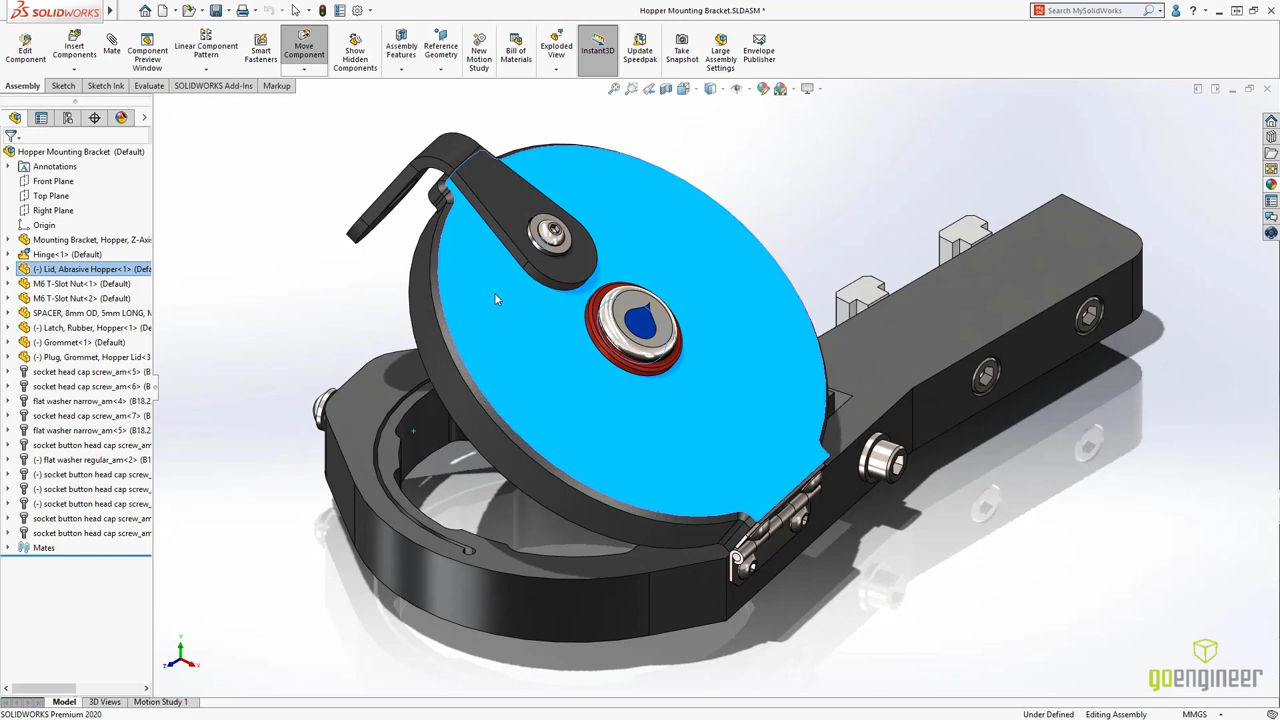 SOLIDWORKS
Hopper Mounting Bracket.SLDASM *
Search MySolidWorks
Edit Component
Insert Components
Mate
Component Preview Window
Linear Component Pattern
Smart Fasteners
Move Component
Show Hidden Components
Assembly Features
Reference Geometry
New Motion Study
Bill of Materials
Exploded View
Instant3D
Update Speedpak
Take Snapshot
Large Assembly Settings
Envelope Publisher
Assembly
Sketch
Sketch Ink
Evaluate
SOLIDWORKS Add-Ins
Markup
Hopper Mounting Bracket (Default)
Annotations
Front Plane
Top Plane
Right Plane
Origin
Mounting Bracket, Hopper, Z-Axis
Hinge<1> (Default)
(-) Lid, Abrasive Hopper<1> (Defa
M6 T-Slot Nut<1> (Default)
M6 T-Slot Nut<2> (Default)
SPACER, 8mm OD, 5mm LONG, M
(-) Latch, Rubber, Hopper<1> (De
(-) Grommet<1> (Default)
(-) Plug, Grommet, Hopper Lid<3
socket head cap screw_am<5> (B
socket head cap screw_am<6> (B
flat washer narrow_am<4> (B18.2
socket head cap screw_am<7> (B
flat washer narrow_am<5> (B18.2
socket button head cap screw_am
(-) flat washer regular_am<2> (B1
(-) socket button head cap screw_
(-) socket button head cap screw_
(-) socket button head cap screw_
socket button head cap screw_am
socket button head cap screw_am
Mates
Y
Z
X
goengineer
Model
3D Views
Motion Study 1
SOLIDWORKS Premium 2020
Under Defined
Editing Assembly
MMGS